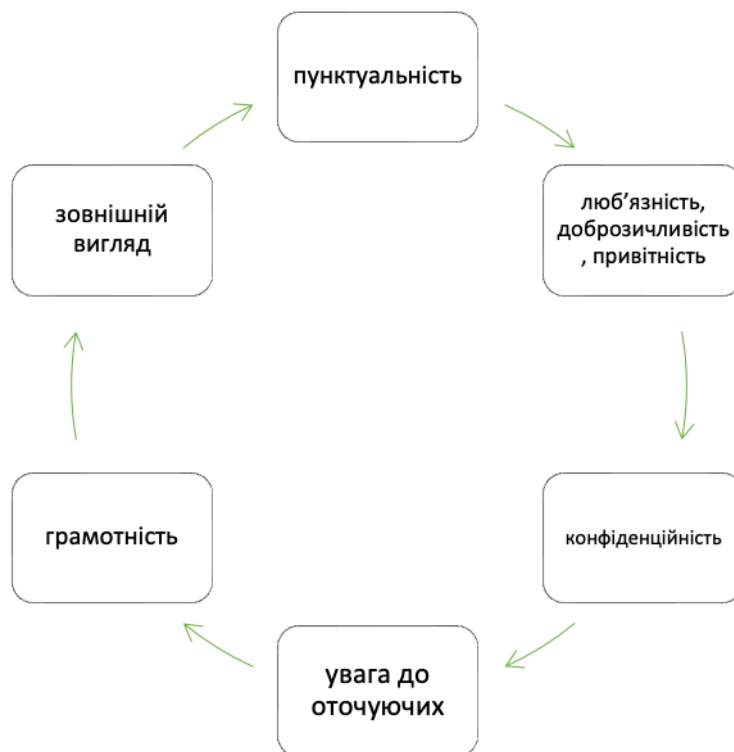 пунктуальність
люб’язність,
доброзичливість
, привітність
конфіденційність
увага до
оточуючих
грамотність
зовнішній
вигляд